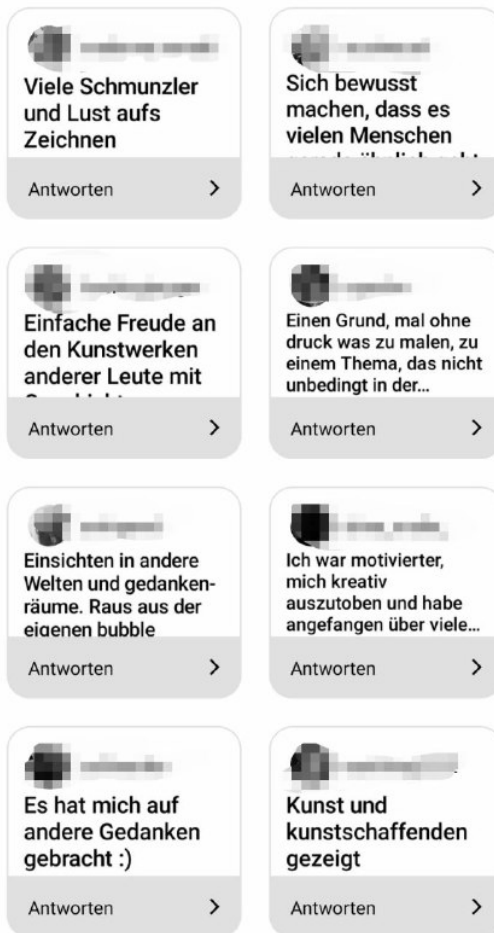 Viele Schmunzler
und Lust aufs
Zeichnen
Antworten
Sich bewusst
machen, dass es
vielen Menschen
Antworten
Einfache Freude an
den Kunstwerken
anderer Leute mit
Antworten
Einen Grund, mal ohne
druck was zu malen, zu
einem Thema, das nicht
unbedingt in der...
Antworten
Einsichten in andere
Welten und gedanken-
räume. Raus aus der
eigenen bubble
Antworten
Ich war motivierter,
mich kreativ
auszutoben und habe
angefangen über viele...
Antworten
Es hat mich auf
andere Gedanken
gebracht :)
Antworten
Kunst und
kunstschaffenden
gezeigt
Antworten